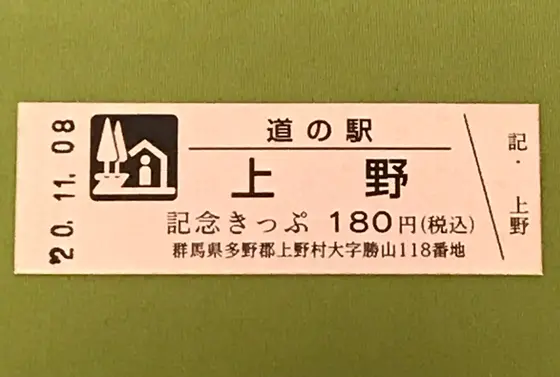 20.11.08
道の駅
上野
記念きっぷ 180円(税込)
群馬県多野郡上野村大字勝山118番地
記・上野